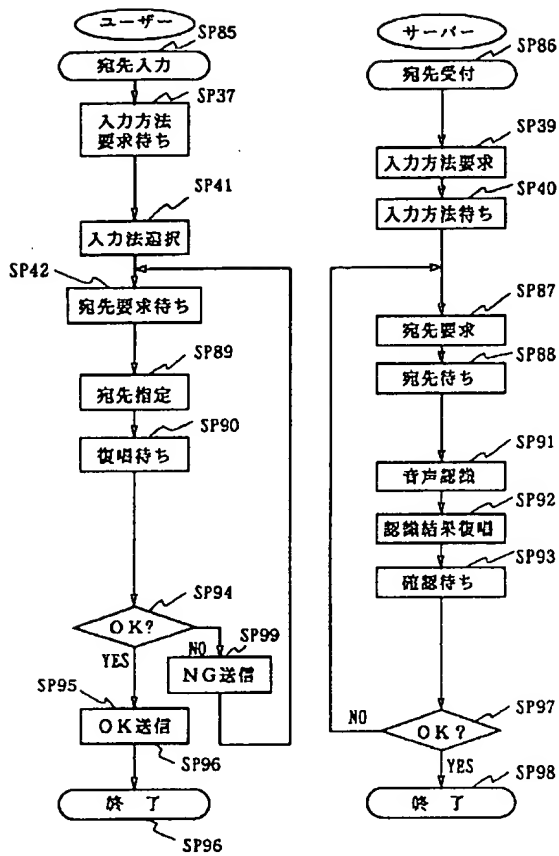 ユーザー
SP85
宛先入力
SP37
入力方法
要求待ち
SP41
入力法選択
SP42
宛先要求待ち
SP89
宛先指定
SP90
復唱待ち
SP94
OK?
YES
NO
SP99
NG送信
SP95
OK送信
SP96
終了
SP96
サーバー
SP86
宛先受付
SP39
入力方法要求
SP40
入力方法待ち
SP87
宛先要求
SP88
宛先待ち
SP91
音声認識
SP92
認識結果復唱
SP93
確認待ち
SP97
OK?
NO
YES
SP98
終了